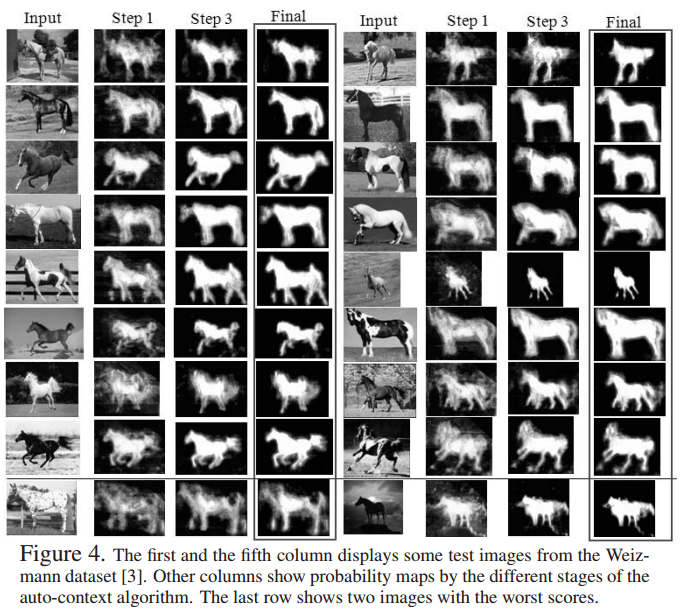 Input Step 1 Step 3 Final Input Step 1 Step 3 Final
Figure 4. The first and the fifth column displays some test images from the Weiz-
mann dataset [3]. Other columns show probability maps by the different stages of the
auto-context algorithm. The last row shows two images with the worst scores.